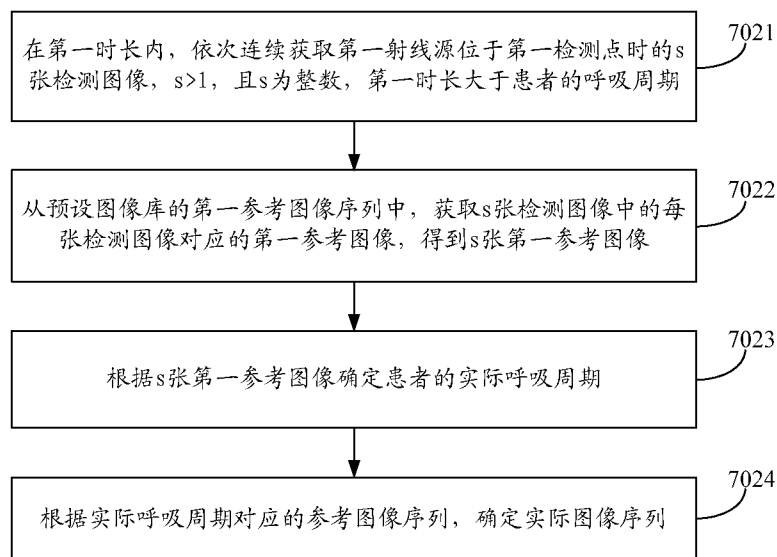 在第一时长内，依次连续获取第一射线源位于第一检测点时的s
张检测图像，s>1，且s为整数，第一时长大于患者的呼吸周期
7021
从预设图像库的第一参考图像序列中，获取s张检测图像中的每
张检测图像对应的第一参考图像，得到s张第一参考图像
7022
根据s张第一参考图像确定患者的实际呼吸周期
7023
根据实际呼吸周期对应的参考图像序列，确定实际图像序列
7024